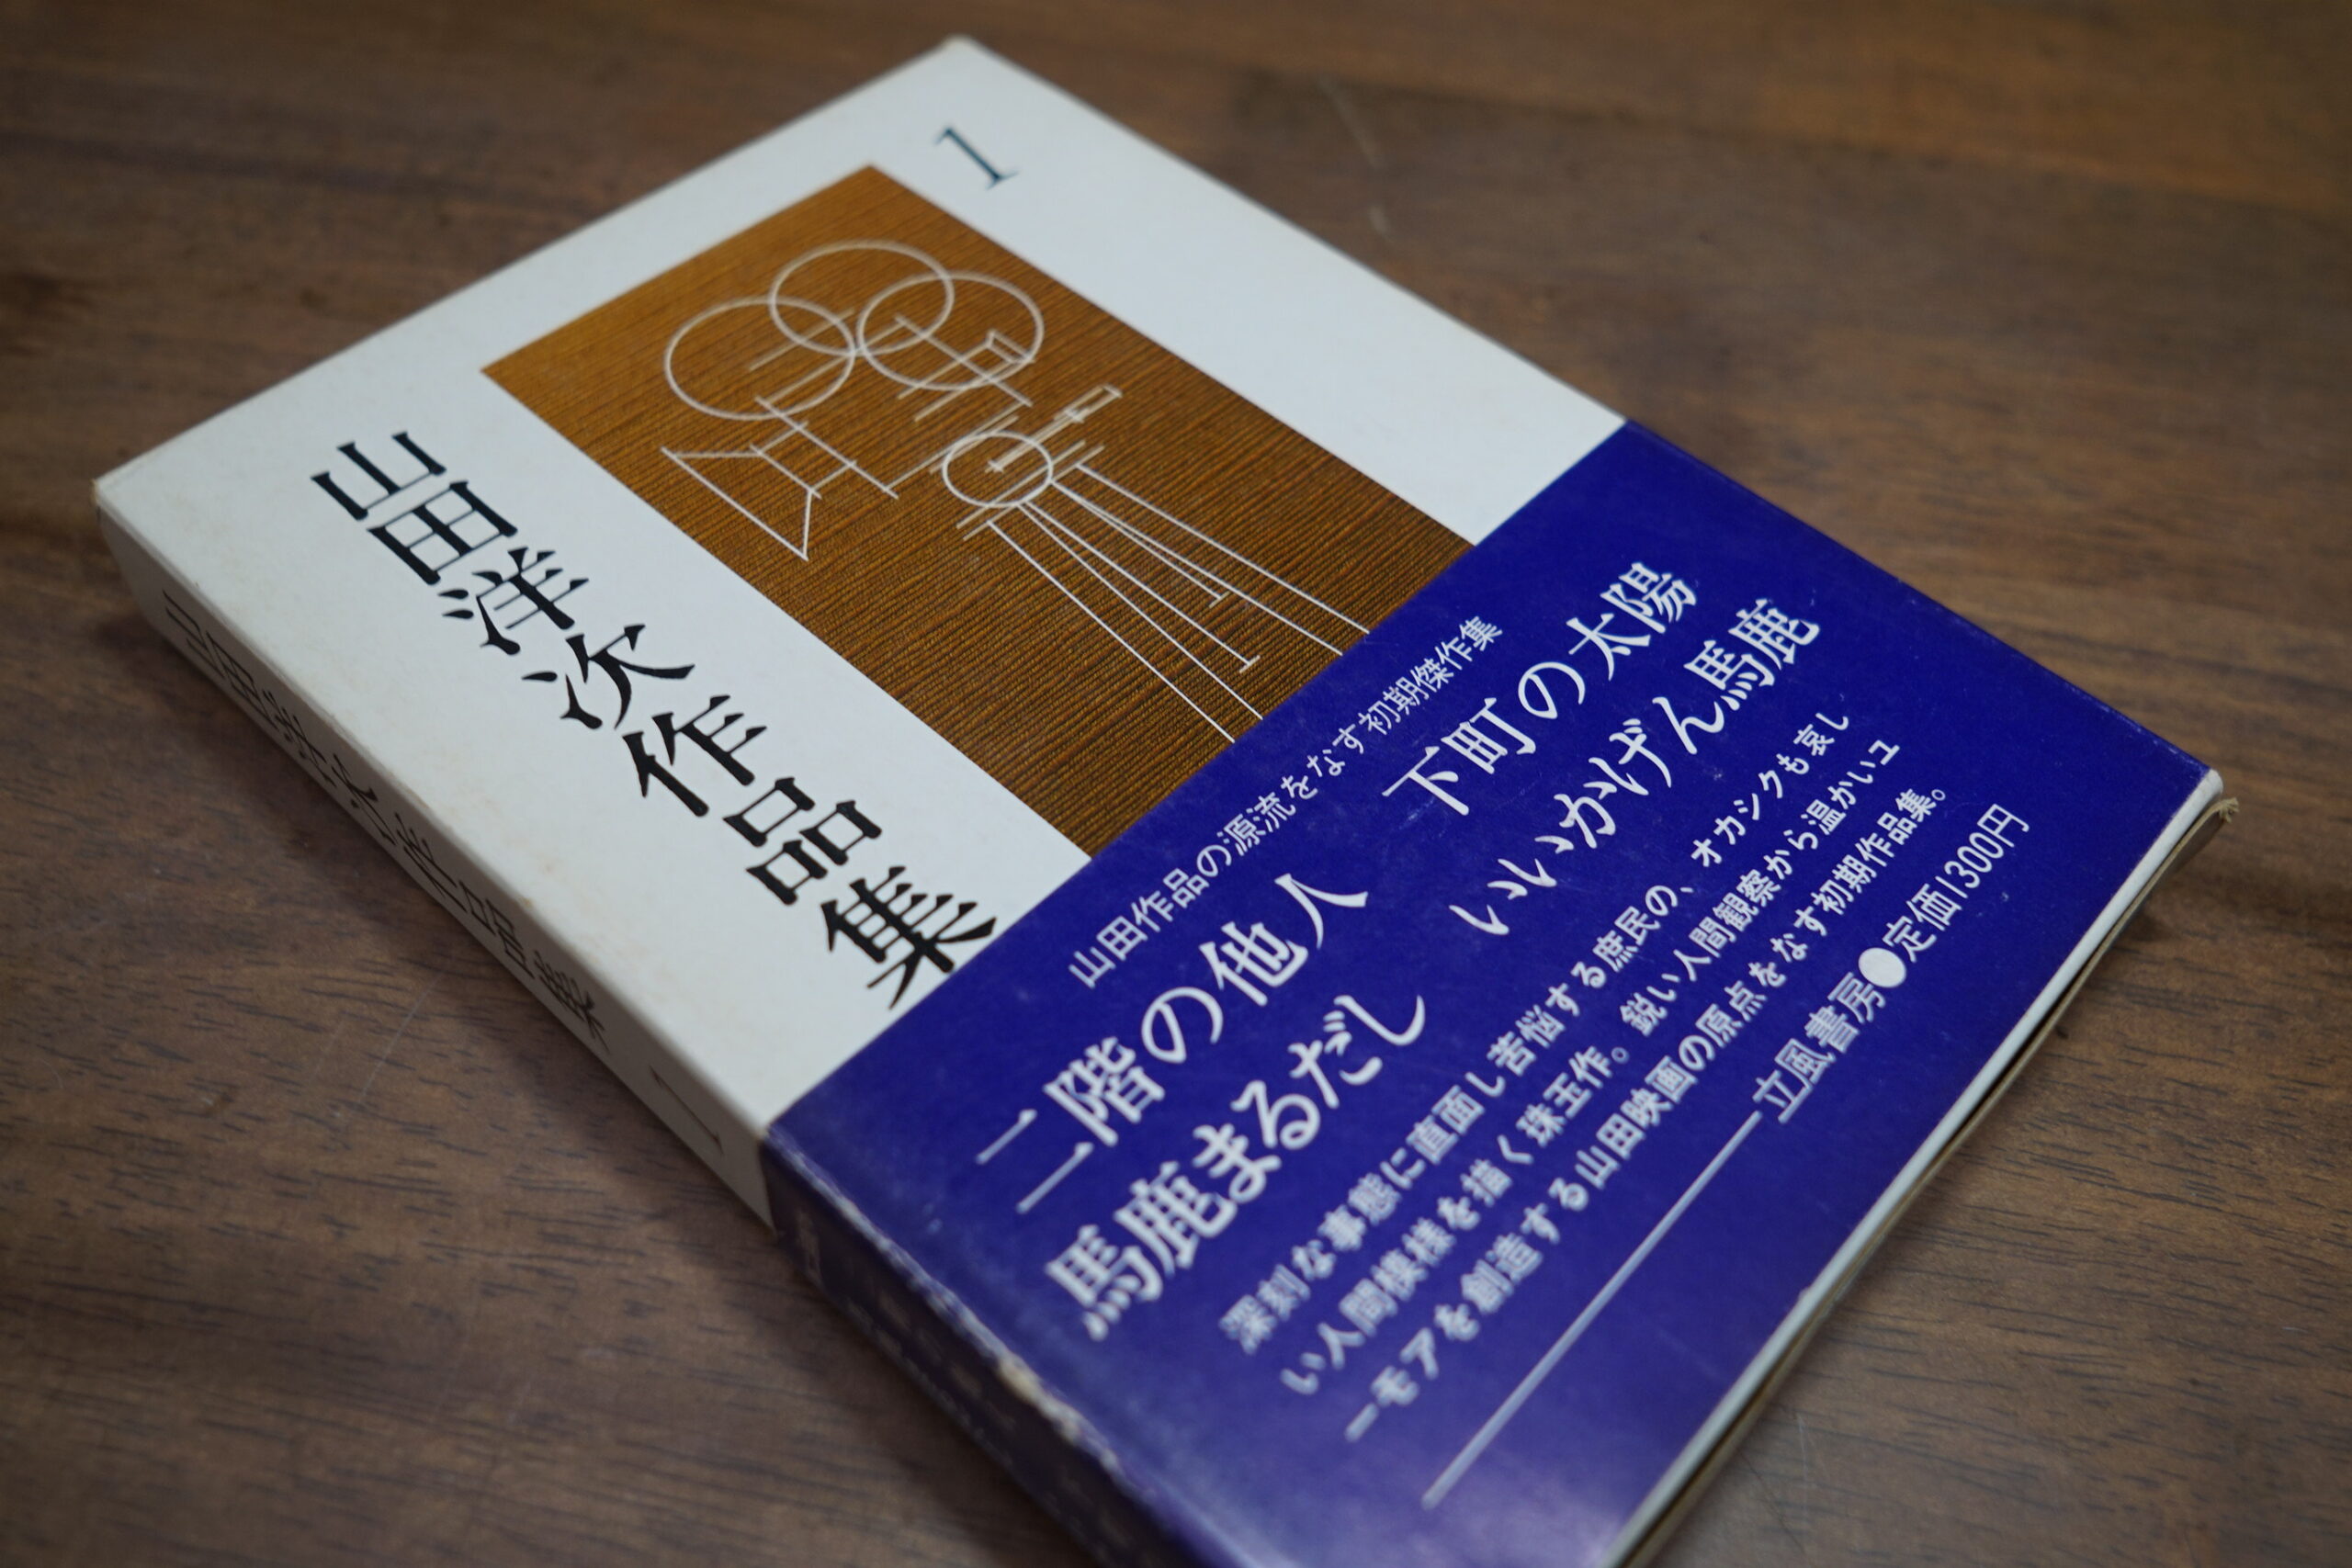 1
山田洋次作品集
山田作品の源流をなす初期傑作集
二階の他人　下町の太陽
馬鹿まるだし　いいかげん馬鹿
深刻な事態に直面し苦悩する庶民の、オカシクも哀し
い人間模様を描く珠玉作。鋭い人間観察から温かいユ
ーモアを創造する山田映画の原点をなす初期作品集。
立風書房●定価1300円
山田洋次作品集 1